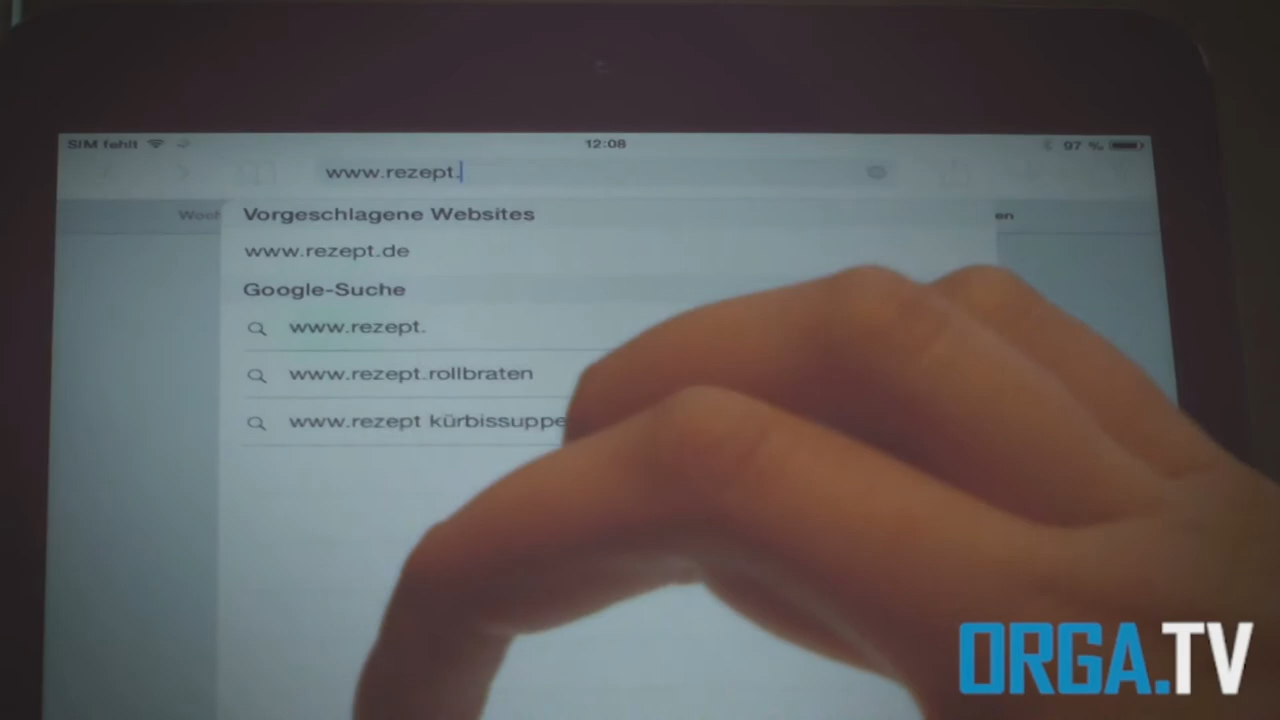 SIM fehlt
12:08
97 %
www.rezept.
Vorgeschlagene Websites
www.rezept.de
Google-Suche
www.rezept.
www.rezept.rollbraten
www.rezept kürbissuppe
ORGA.TV